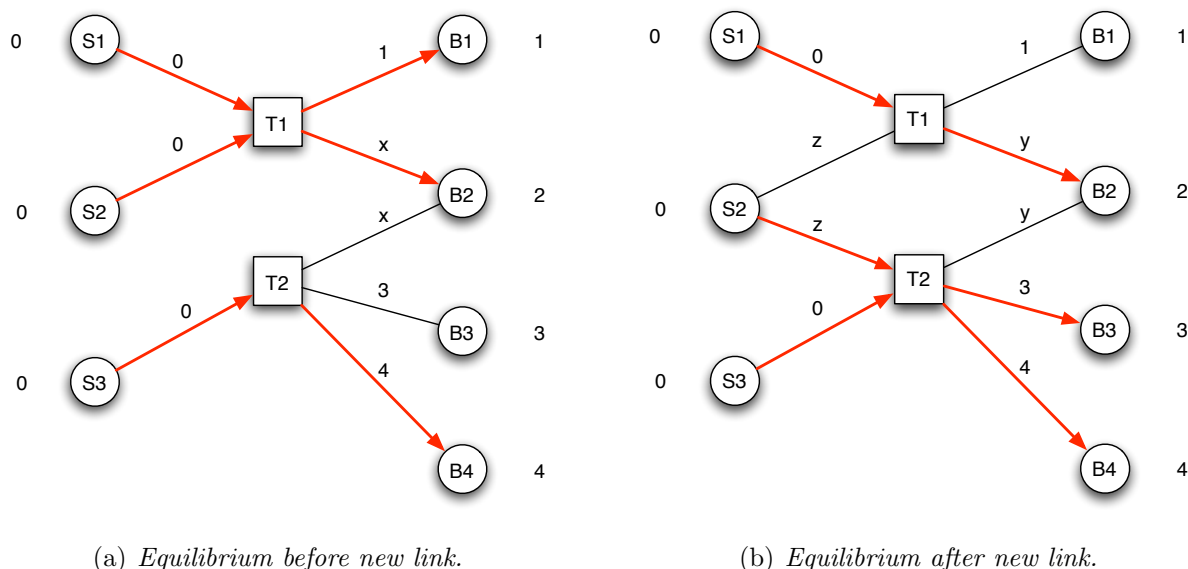 0 S1 0 1 B1 1
T1
0 x
0 S2 x B2 2
T2
0 3
B3 3
0 S3 4
B4 4
(a) Equilibrium before new link.
0 S1 0 1 B1 1
T1
z y
0 S2 z y B2 2
T2
0 3
B3 3
0 S3 4
B4 4
(b) Equilibrium after new link.